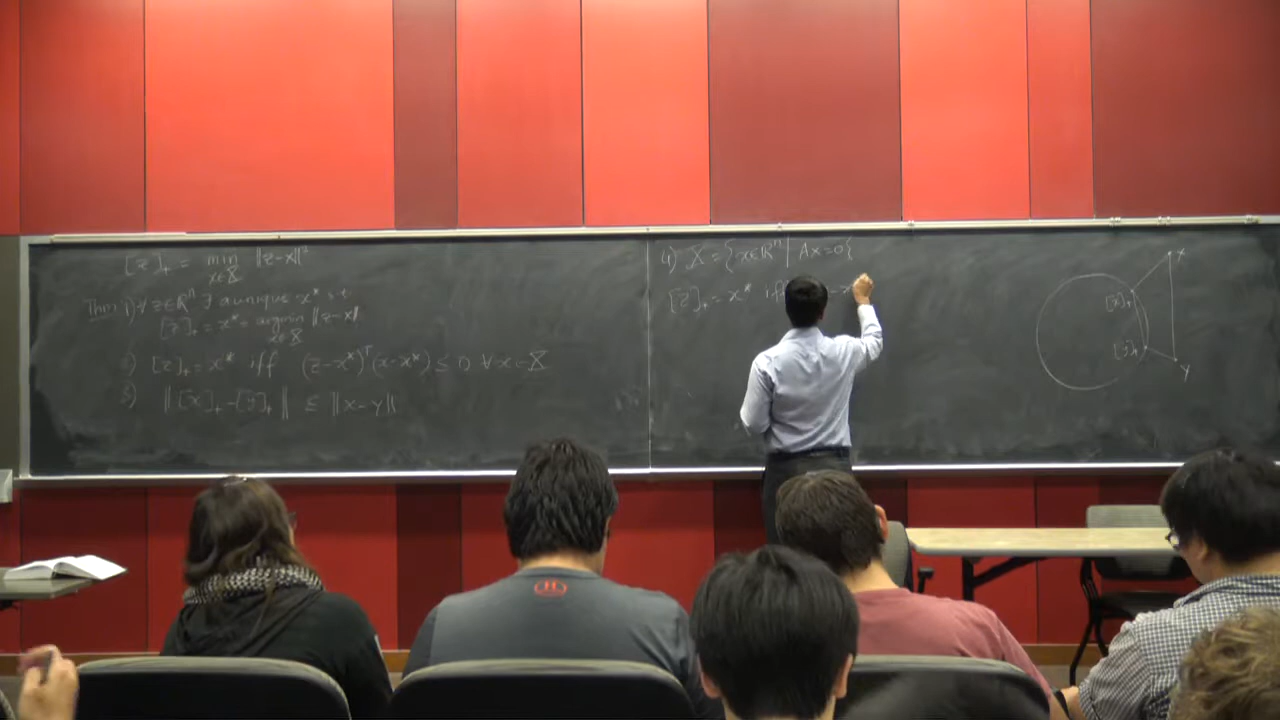 [z]₊ = min x∈X ‖z-x‖²
Thm 1) ∀ z∈ℝⁿ ∃ a unique x* s.t
[z]₊ = x* = argmin x∈X ‖z-x‖
2) [z]₊ = x* iff (z-x*)ᵀ(x-x*) ≤ 0 ∀ x∈X
3) ‖[x]₊-[y]₊‖ ≤ ‖x-y‖
4) X = {x∈ℝⁿ | Ax=0}
[z]₊ = x* iff
x
[x]₊
[y]₊
y